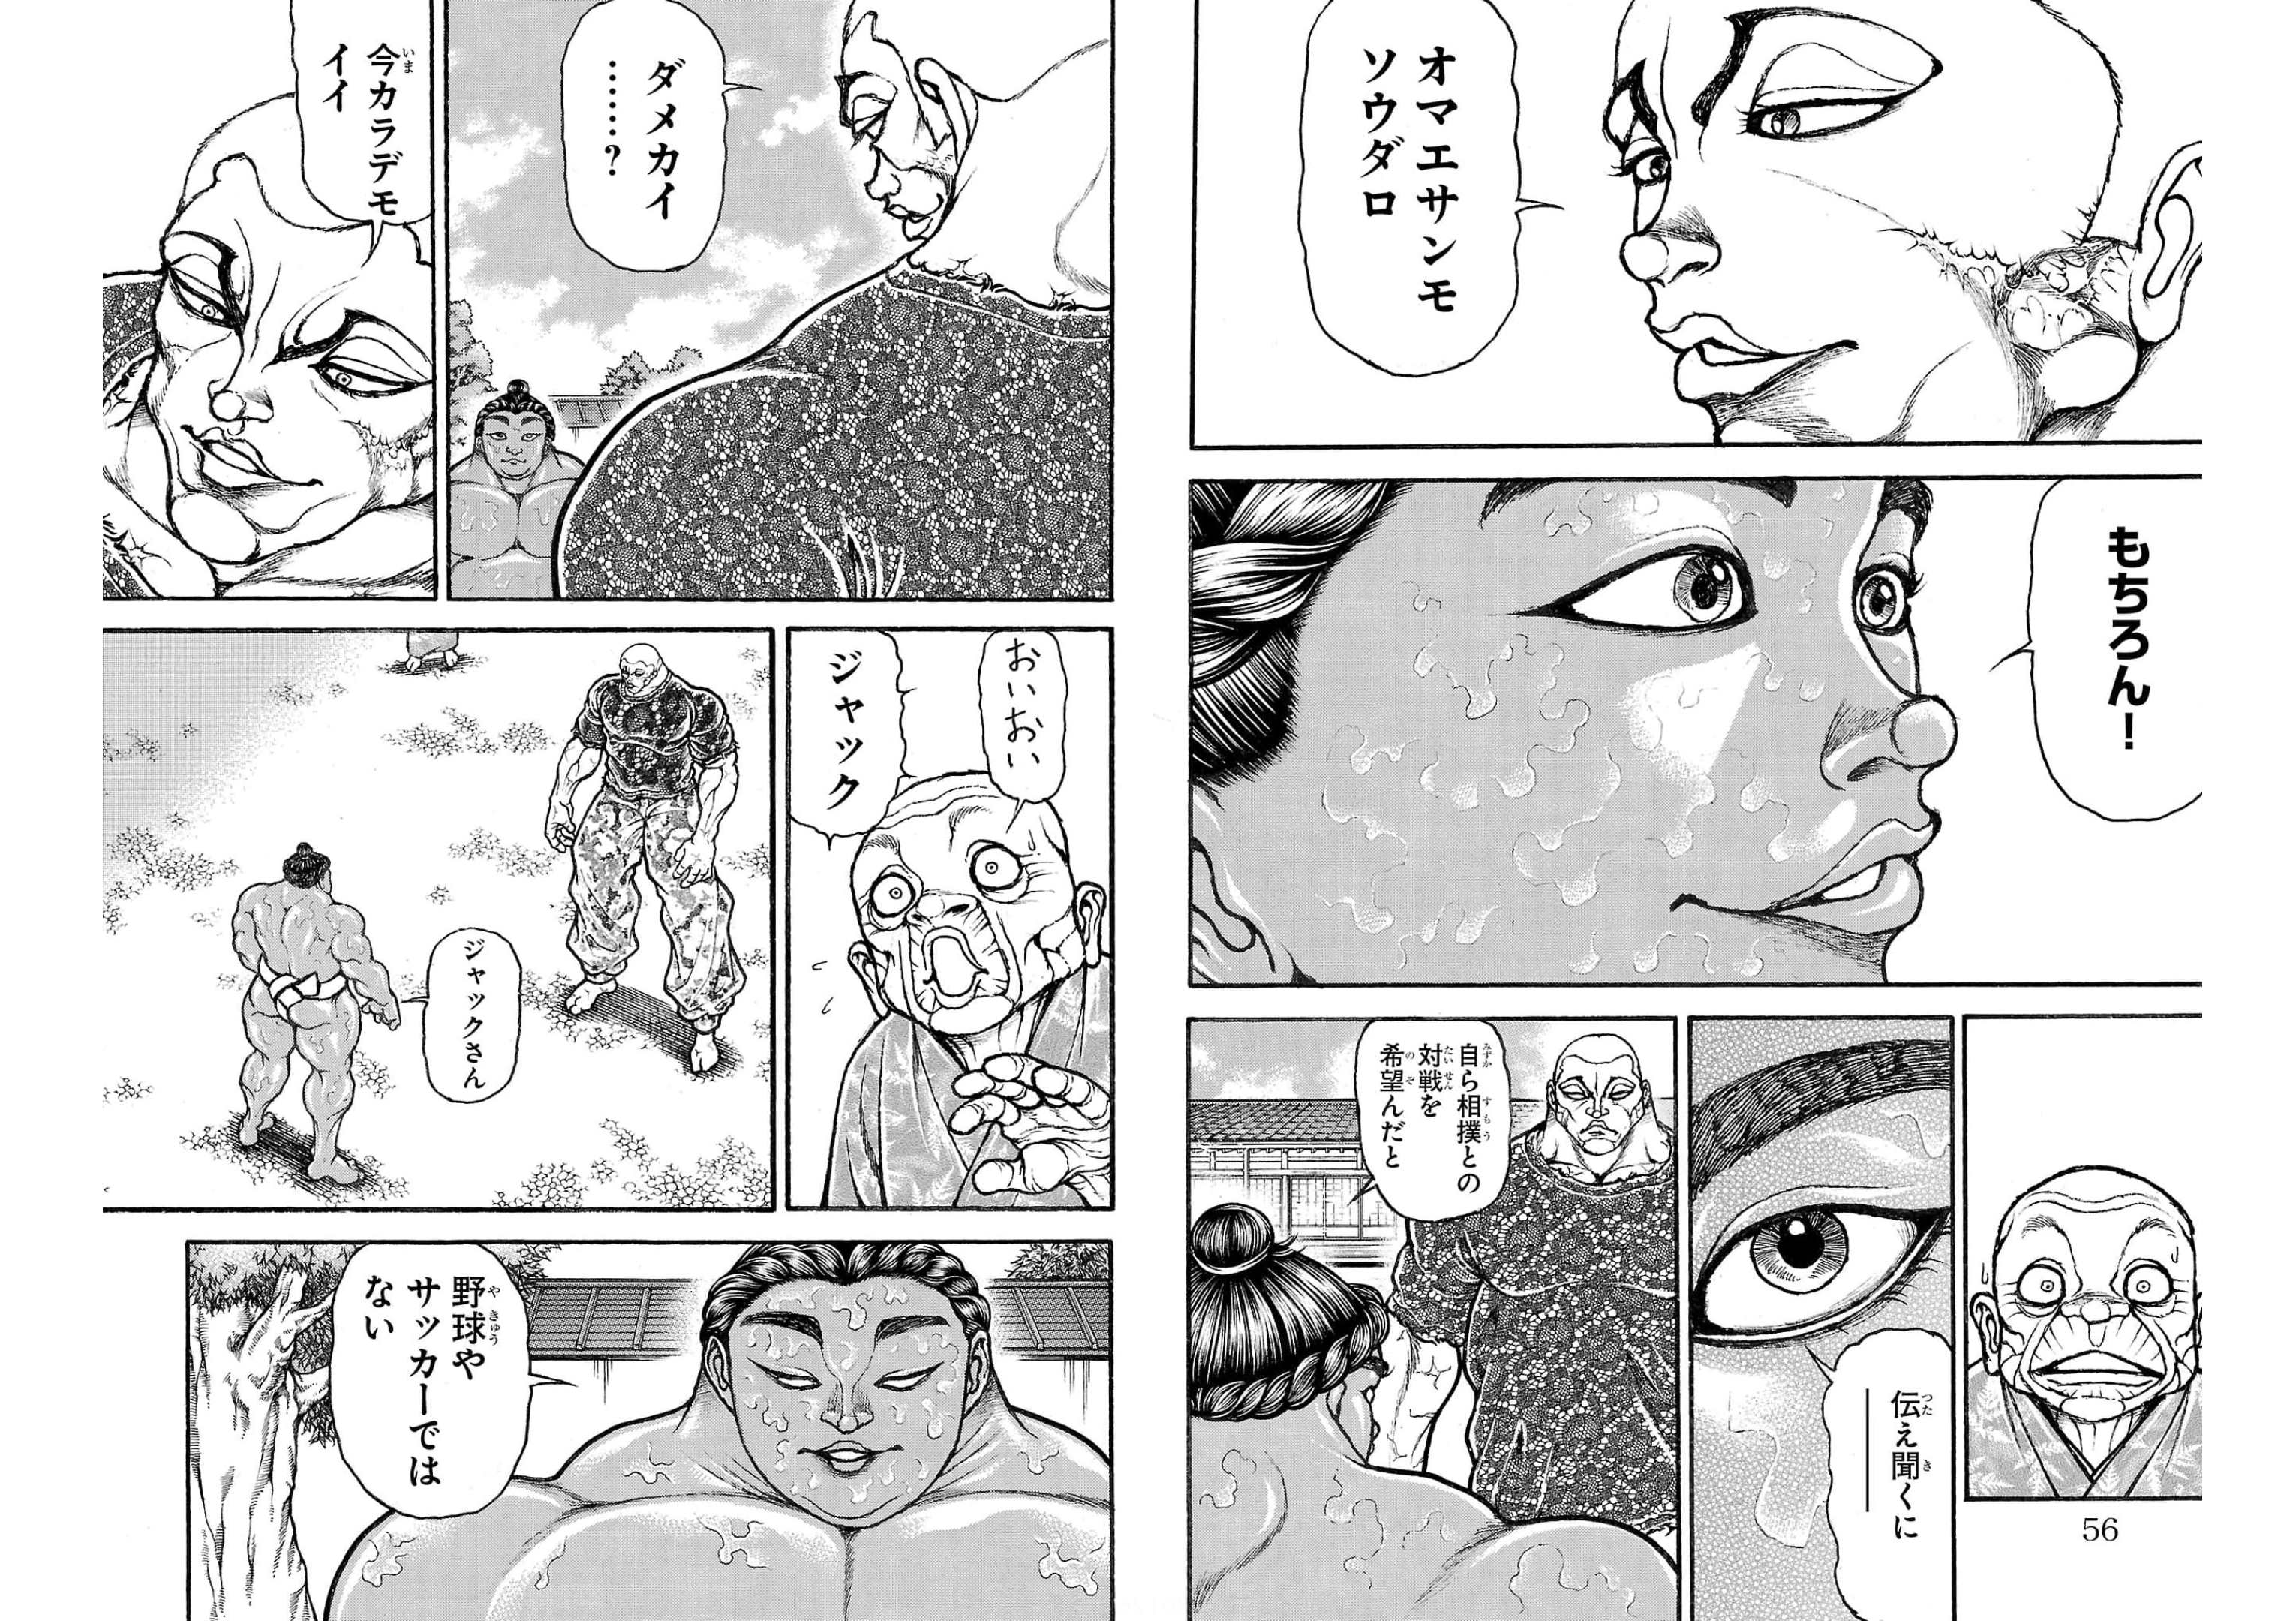 オマエサンモ
ソウダロ
もちろん!
伝え聞くに
――
自ら相撲との
対戦を
希望んだと
56
ダメカイ
……?
今カラデモ
イイ
おいおい
ジャック
ジャックさん
野球や
サッカーでは
ない